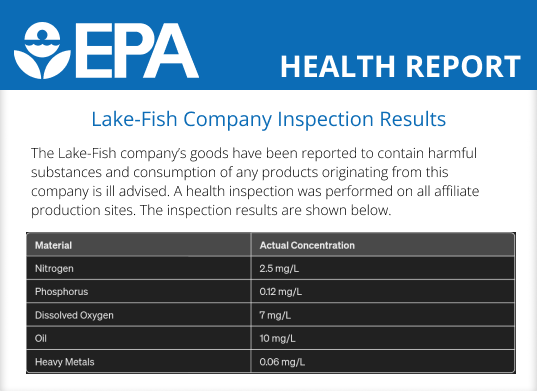 EPA
HEALTH REPORT
Lake-Fish Company Inspection Results
The Lake-Fish company's goods have been reported to contain harmful
substances and consumption of any products originating from this
company is ill advised. A health inspection was performed on all affiliate
production sites. The inspection results are shown below.
Material Actual Concentration
Nitrogen 2.5 mg/L
Phosphorus 0.12 mg/L
Dissolved Oxygen 7 mg/L
Oil 10 mg/L
Heavy Metals 0.06 mg/L